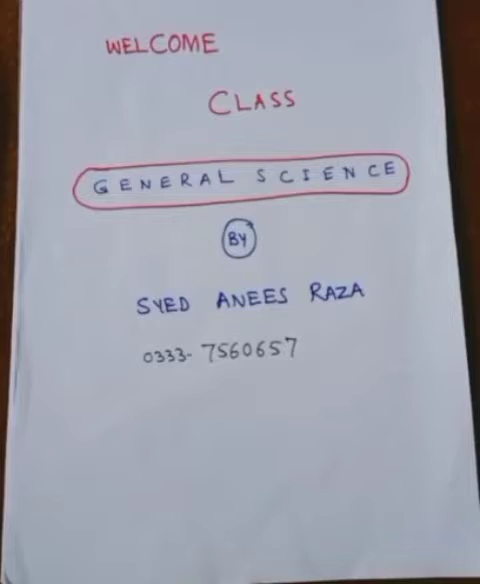 WELCOME
CLASS
GENERAL SCIENCE
BY
SYED ANEES RAZA
0333-7560657